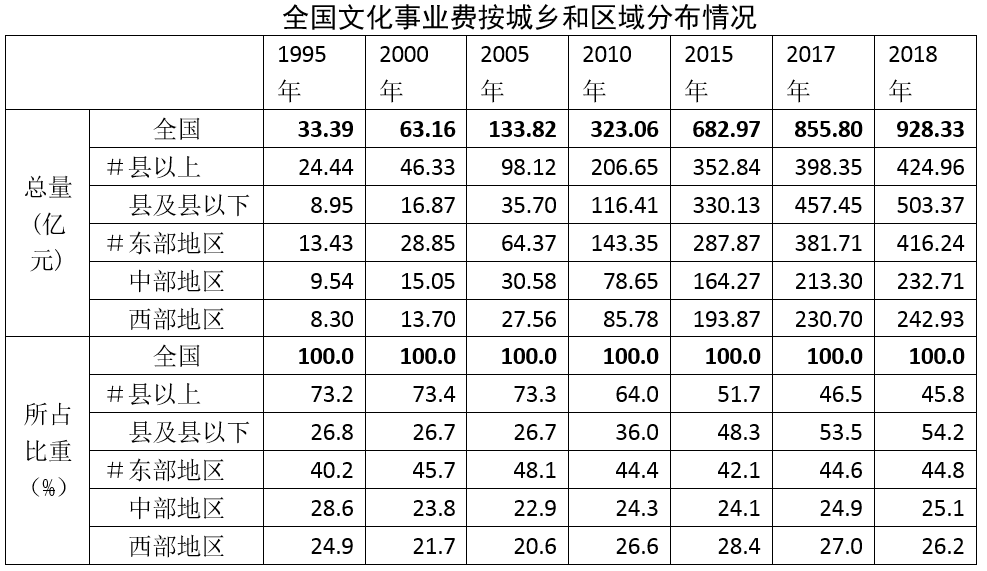 全国文化事业费按城乡和区域分布情况
1995年 2000年 2005年 2010年 2015年 2017年 2018年
总量(亿元)
全国 33.39 63.16 133.82 323.06 682.97 855.80 928.33
＃县以上 24.44 46.33 98.12 206.65 352.84 398.35 424.96
县及县以下 8.95 16.87 35.70 116.41 330.13 457.45 503.37
＃东部地区 13.43 28.85 64.37 143.35 287.87 381.71 416.24
中部地区 9.54 15.05 30.58 78.65 164.27 213.30 232.71
西部地区 8.30 13.70 27.56 85.78 193.87 230.70 242.93
所占比重（%）
全国 100.0 100.0 100.0 100.0 100.0 100.0 100.0
＃县以上 73.2 73.4 73.3 64.0 51.7 46.5 45.8
县及县以下 26.8 26.7 26.7 36.0 48.3 53.5 54.2
＃东部地区 40.2 45.7 48.1 44.4 42.1 44.6 44.8
中部地区 28.6 23.8 22.9 24.3 24.1 24.9 25.1
西部地区 24.9 21.7 20.6 26.6 28.4 27.0 26.2